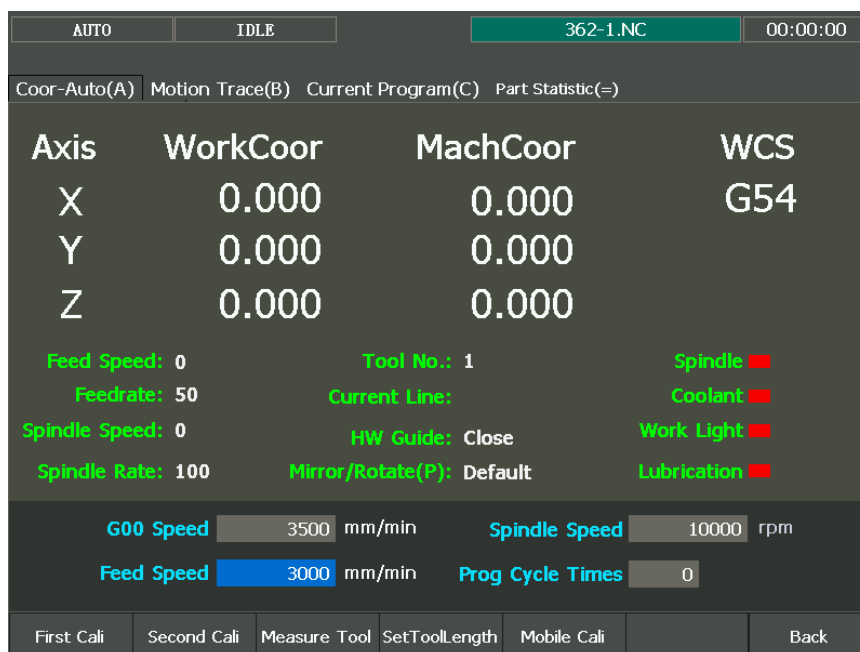 AUTO IDLE 362-1.NC 00:00:00
Coor-Auto(A) Motion Trace(B) Current Program(C) Part Statistic(=)
Axis WorkCoor MachCoor WCS
X 0.000 0.000 G54
Y 0.000 0.000
Z 0.000 0.000
Feed Speed: 0 Tool No.: 1 Spindle
Feedrate: 50 Current Line: Coolant
Spindle Speed: 0 HW Guide: Close Work Light
Spindle Rate: 100 Mirror/Rotate(P): Default Lubrication
G00 Speed 3500 mm/min Spindle Speed 10000 rpm
Feed Speed 3000 mm/min Prog Cycle Times 0
First Cali Second Cali Measure Tool SetToolLength Mobile Cali Back